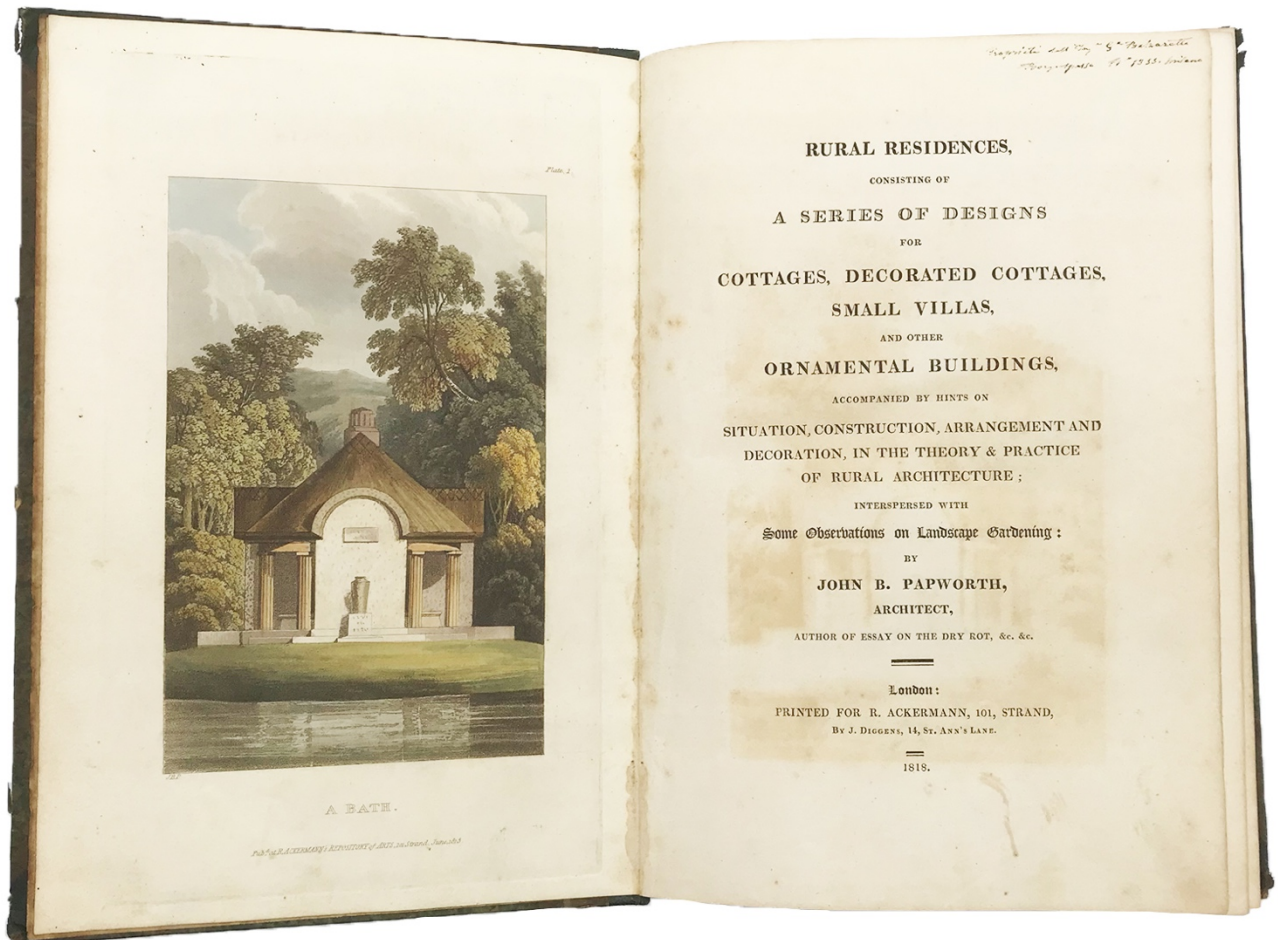 Plate. 1.
A BATH.
RURAL RESIDENCES,
CONSISTING OF
A SERIES OF DESIGNS
FOR
COTTAGES, DECORATED COTTAGES,
SMALL VILLAS,
AND OTHER
ORNAMENTAL BUILDINGS,
ACCOMPANIED BY HINTS ON
SITUATION, CONSTRUCTION, ARRANGEMENT AND
DECORATION, IN THE THEORY & PRACTICE
OF RURAL ARCHITECTURE;
INTERSPERSED WITH
Some Observations on Landscape Gardening:
BY
JOHN B. PAPWORTH,
ARCHITECT,
AUTHOR OF ESSAY ON THE DRY ROT, &c. &c.
London:
PRINTED FOR R. ACKERMANN, 101, STRAND,
BY J. DIGGENS, 14, ST. ANN'S LANE.
1818.